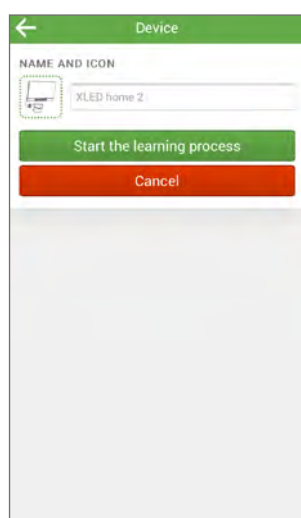 Device
NAME AND ICON
XLED home 2
Start the learning process
Cancel